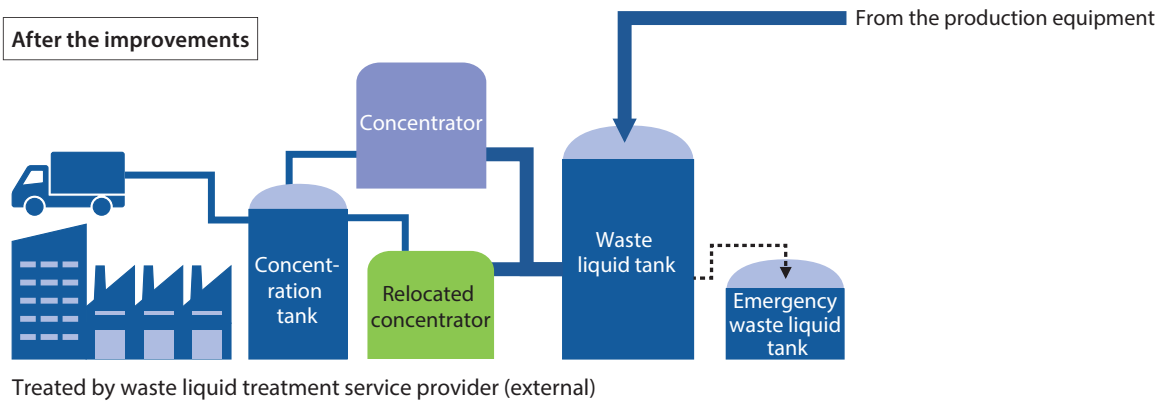 From the production equipment
After the improvements
Concentrator
Waste
liquid tank
Concent-
ration
tank
Relocated
concentrator
Emergency
waste liquid
tank
Treated by waste liquid treatment service provider (external)